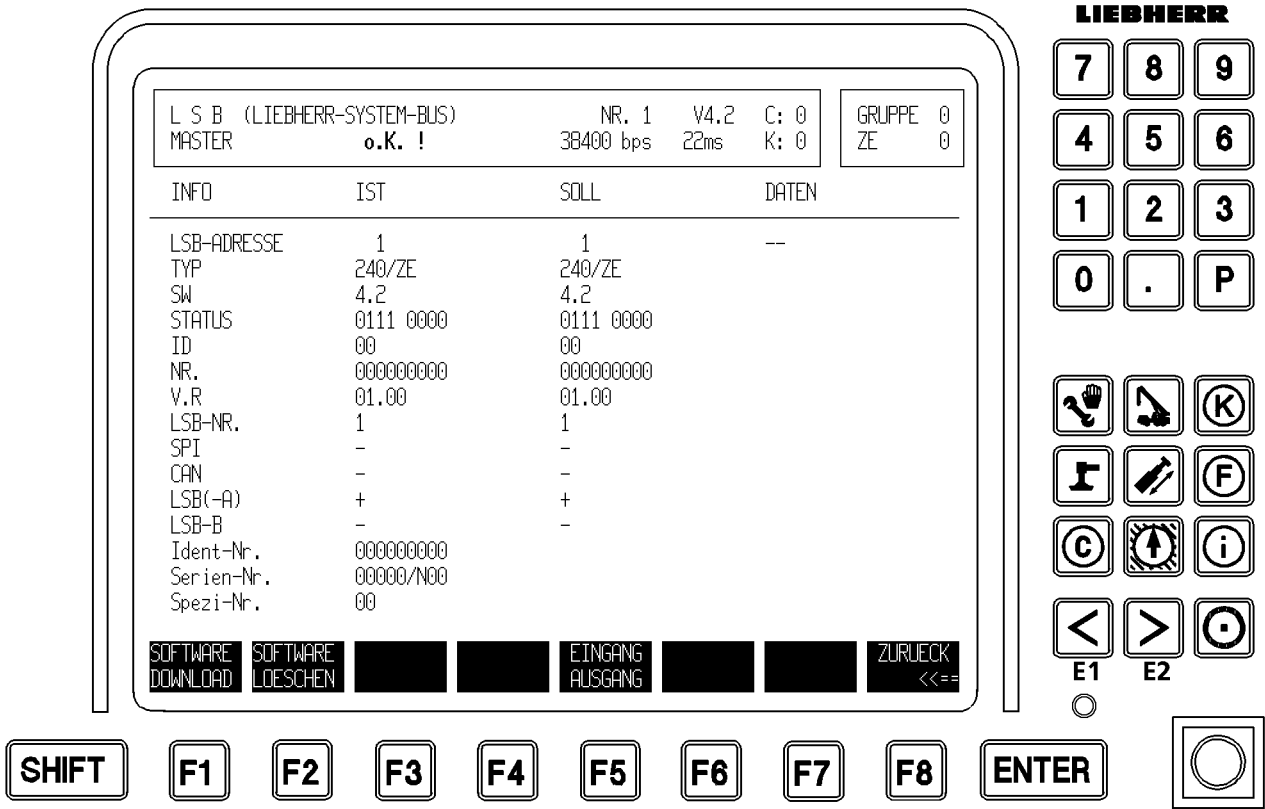 LIEBHERR
L S B (LIEBHERR-SYSTEM-BUS) NR. 1 V4.2 C: 0 GRUPPE 0
MASTER o.K. ! 38400 bps 22ms K: 0 ZE 0
INFO IST SOLL DATEN
LSB-ADRESSE 1 1 --
TYP 240/ZE 240/ZE
SW 4.2 4.2
STATUS 0111 0000 0111 0000
ID 00 00
NR. 000000000 000000000
V.R 01.00 01.00
LSB-NR. 1 1
SPI - -
CAN - -
LSB(-A) + +
LSB-B - -
Ident-Nr. 000000000
Serien-Nr. 00000/N00
Spezi-Nr. 00
SOFTWARE SOFTWARE EINGANG ZURUECK
DOWNLOAD LOESCHEN AUSGANG <<==
7 8 9
4 5 6
1 2 3
0 . P
K
F
C i
< >
E1 E2
SHIFT F1 F2 F3 F4 F5 F6 F7 F8 ENTER